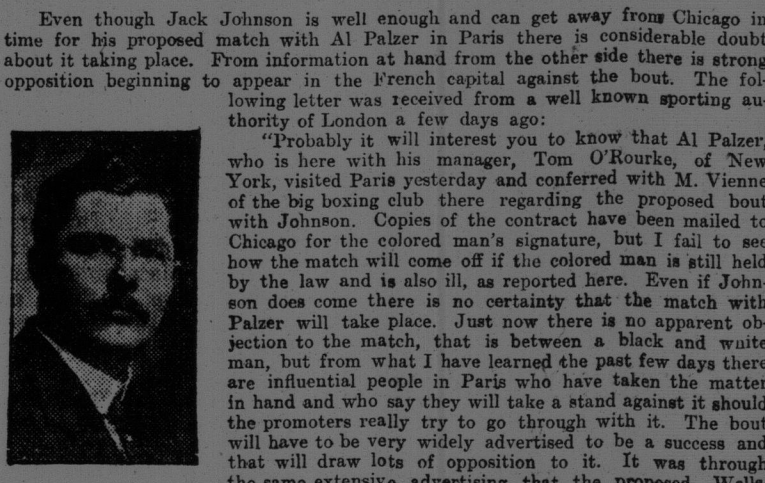 Even though Jack Johnson is well enough and can get away from Chicago in
time for his proposed match with Al Palzer in Paris there is considerable doubt
about it taking place. From information at hand from the other side there is strong
opposition beginning to appear in the French capital against the bout. The fol-
lowing letter was received from a well known sporting au-
thority of London a few days ago:
"Probably it will interest you to know that Al Palzer,
who is here with his manager, Tom O'Rourke, of New
York, visited Paris yesterday and conferred with M. Vienne
of the big boxing club there regarding the proposed bout
with Johnson. Copies of the contract have been mailed to
Chicago for the colored man's signature, but I fail to see
how the match will come off if the colored man is still held
by the law and is also ill, as reported here. Even if John-
son does come there is no certainty that the match with
Palzer will take place. Just now there is no apparent ob-
jection to the match, that is between a black and wuite
man, but from what I have learned the past few days there
are influential people in Paris who have taken the matter
in hand and who say they will take a stand against it should
the promoters really try to go through with it. The bout
will have to be very widely advertised to be a success and
that will draw lots of opposition to it. It was through
the same extensive advertising that the proposed Wells